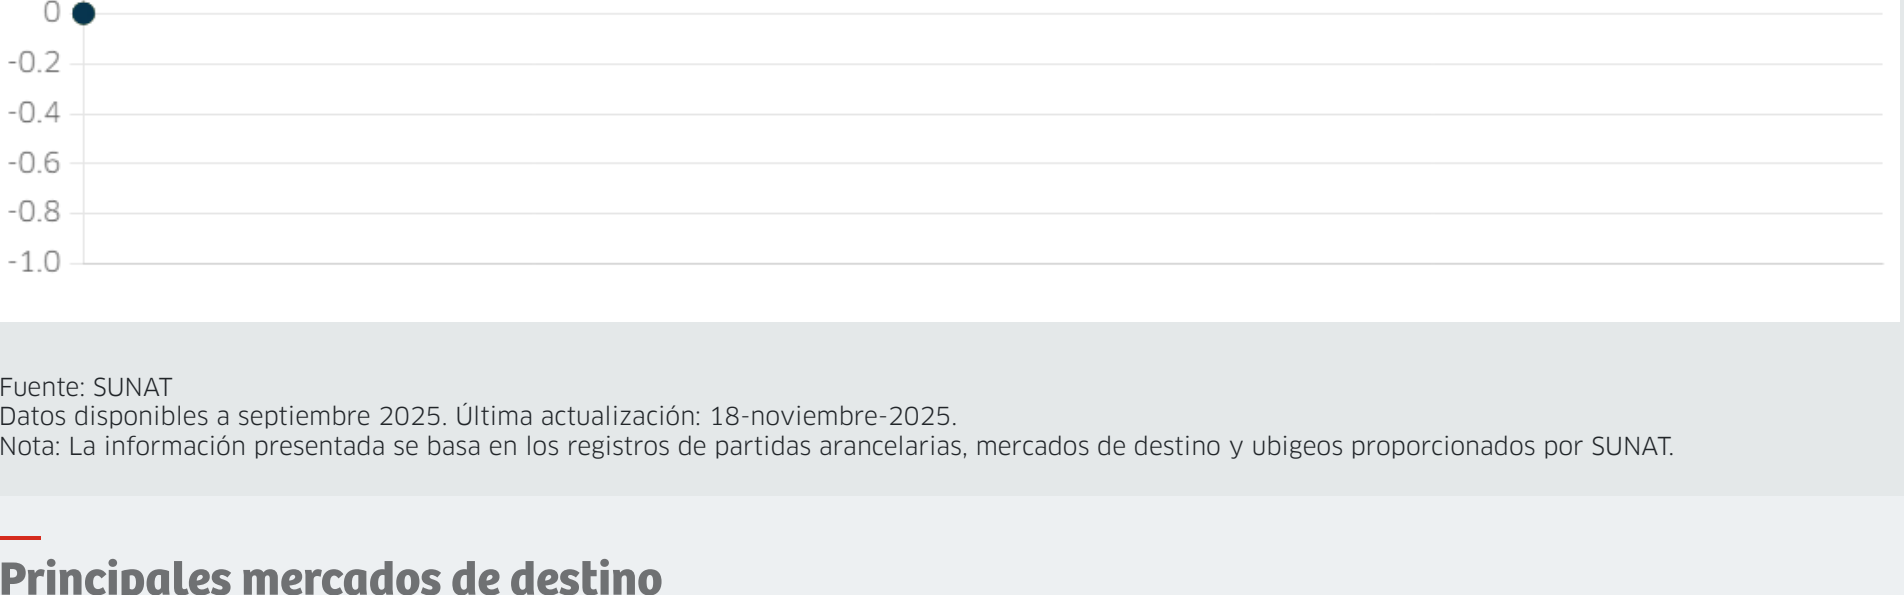 0
-0.2
-0.4
-0.6
-0.8
-1.0
Fuente: SUNAT
Datos disponibles a septiembre 2025. Última actualización: 18-noviembre-2025.
Nota: La información presentada se basa en los registros de partidas arancelarias, mercados de destino y ubigeos proporcionados por SUNAT.
Principales mercados de destino